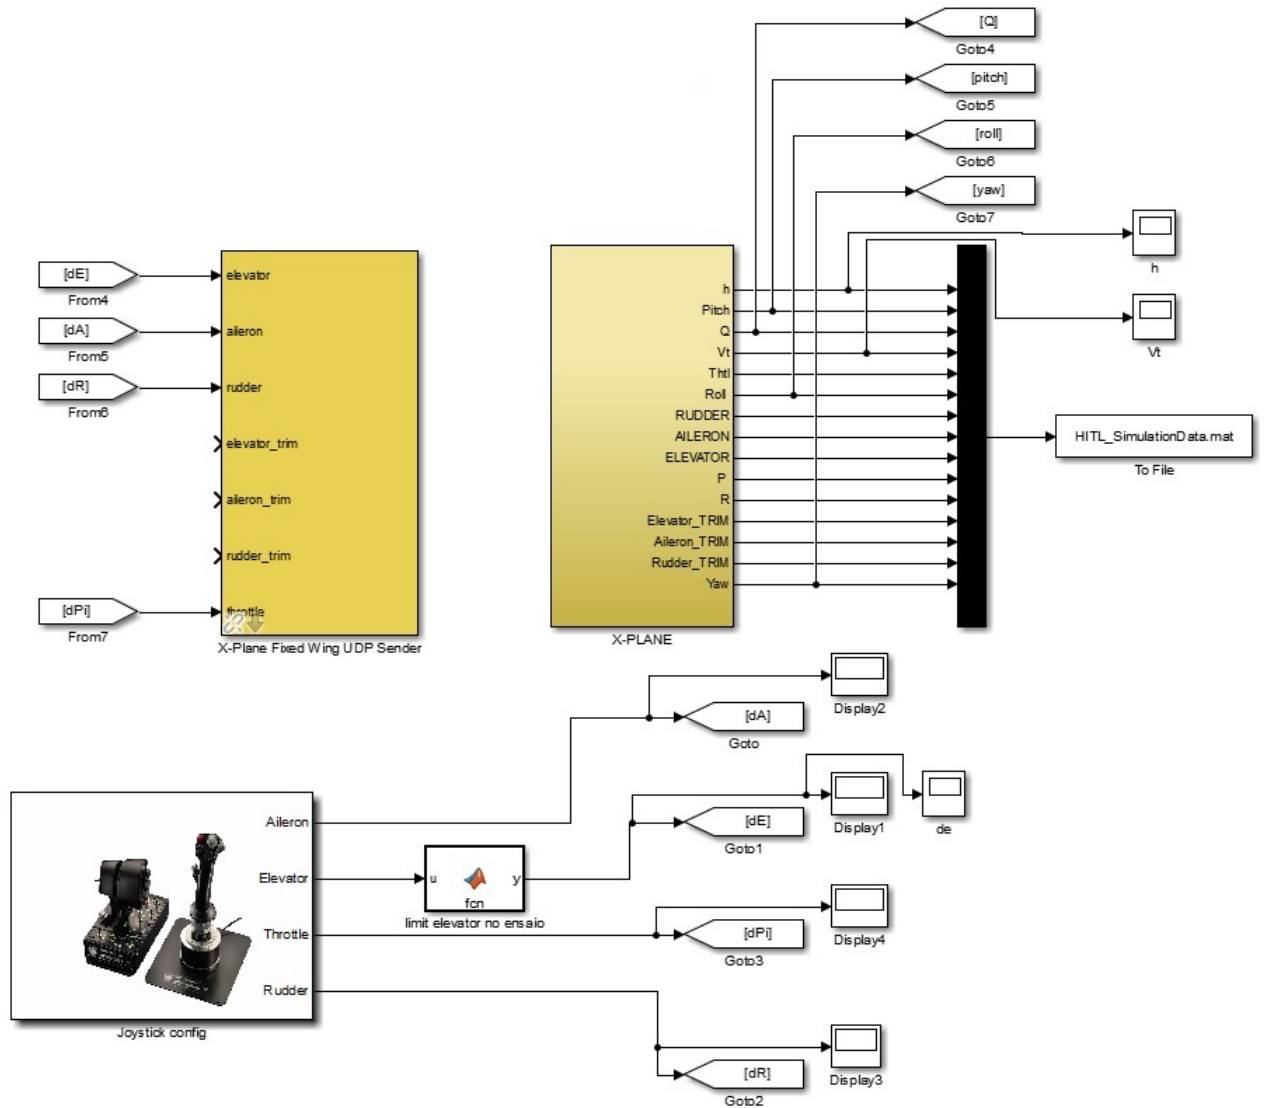 [Q]
Goto4
[pitch]
Goto5
[roll]
Goto6
[yaw]
Goto7
h
Vt
[dE]
From4
[dA]
From5
[dR]
From6
[dPi]
From7
elevator
aileron
rudder
elevator_trim
aileron_trim
rudder_trim
throttle
X-Plane Fixed Wing UDP Sender
h
Pitch
Q
Vt
Thtl
Roll
RUDDER
AILERON
ELEVATOR
P
R
Elevator_TRIM
Aileron_TRIM
Rudder_TRIM
Yaw
X-PLANE
HITL_SimulationData.mat
To File
Display2
[dA]
Goto
Display1
de
[dE]
Goto1
Display4
[dPi]
Goto3
Display3
[dR]
Goto2
Aileron
Elevator
Throttle
Rudder
Joystick config
u
y
fcn
limit elevator no ensaio